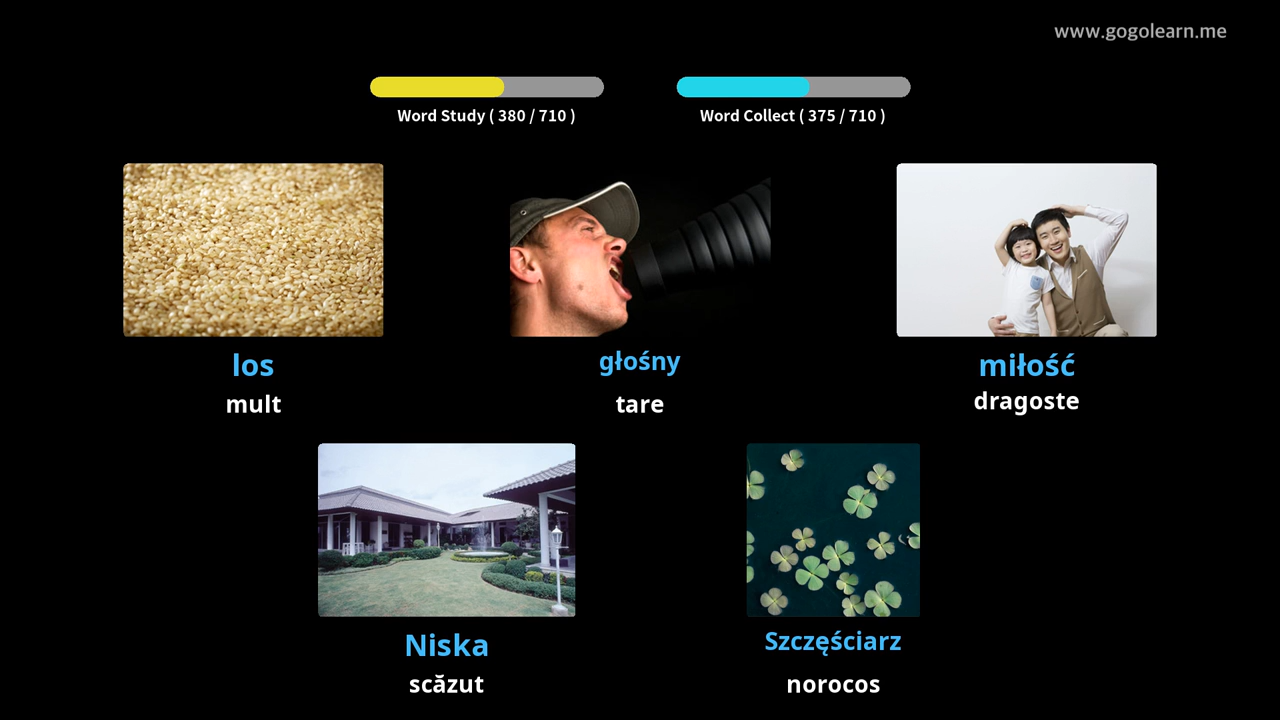 www.gogolearn.me
Word Study ( 380 / 710 )
Word Collect ( 375 / 710 )
los
mult
głośny
tare
miłość
dragoste
Niska
scăzut
Szczęściarz
norocos